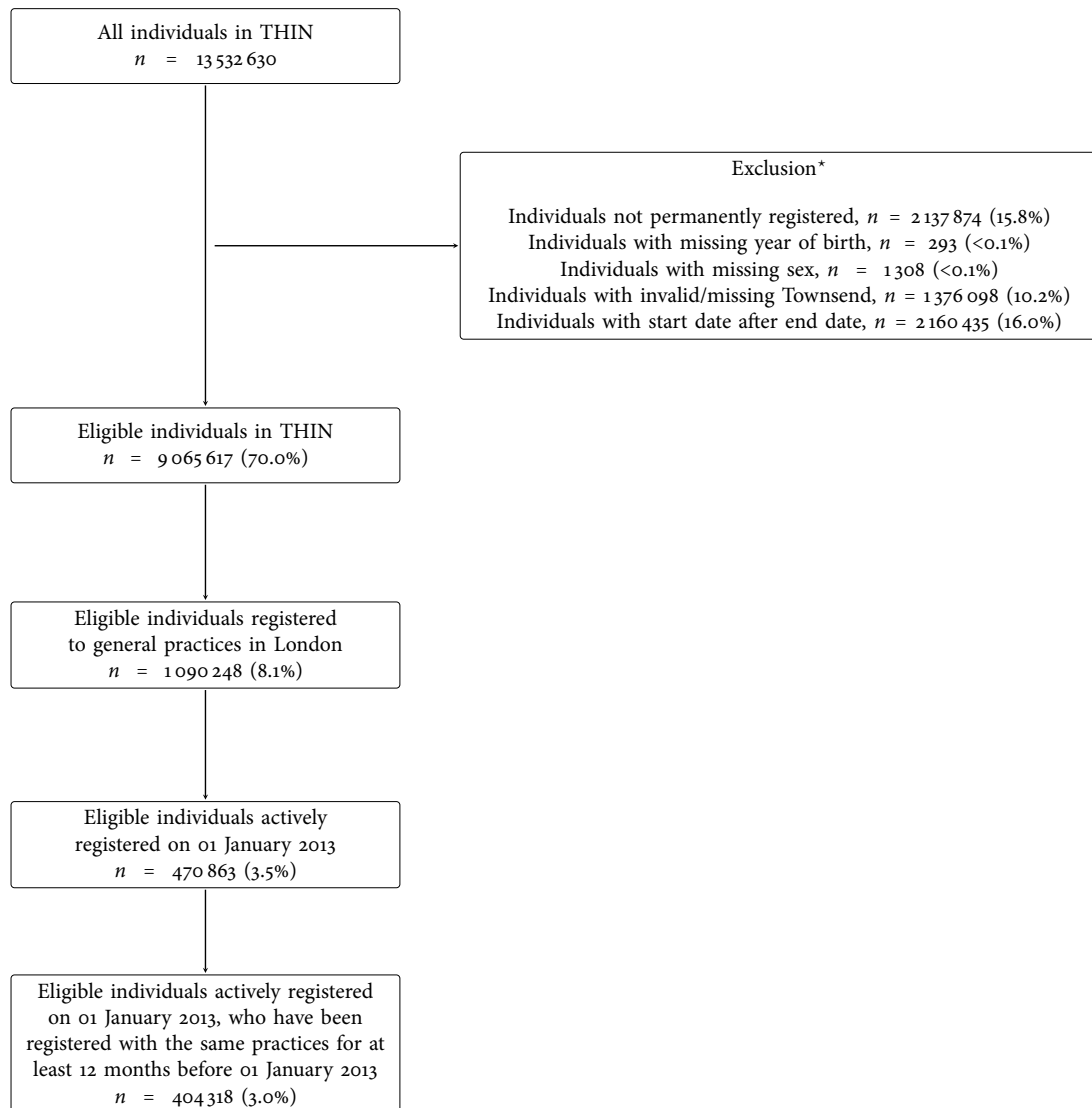 All individuals in THIN
n = 13 532 630
Exclusion*
Individuals not permanently registered, n = 2 137 874 (15.8%)
Individuals with missing year of birth, n = 293 (<0.1%)
Individuals with missing sex, n = 1 308 (<0.1%)
Individuals with invalid/missing Townsend, n = 1 376 098 (10.2%)
Individuals with start date after end date, n = 2 160 435 (16.0%)
Eligible individuals in THIN
n = 9 065 617 (70.0%)
Eligible individuals registered
to general practices in London
n = 1 090 248 (8.1%)
Eligible individuals actively
registered on 01 January 2013
n = 470 863 (3.5%)
Eligible individuals actively registered
on 01 January 2013, who have been
registered with the same practices for at
least 12 months before 01 January 2013
n = 404 318 (3.0%)